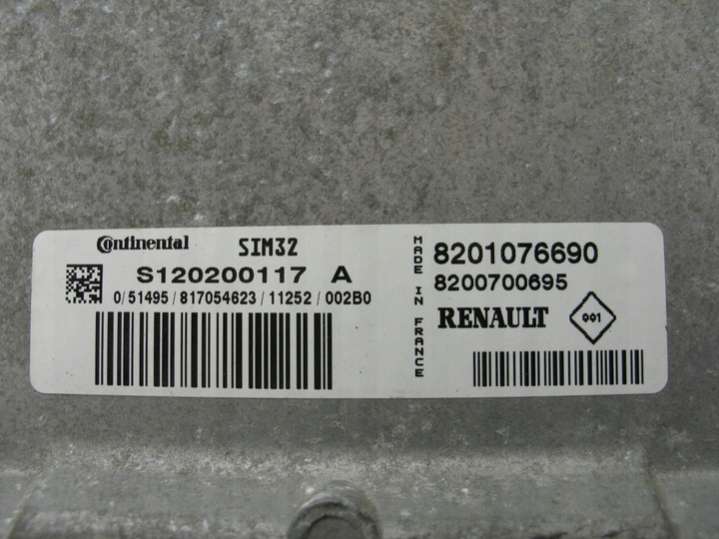 Continental SIM32
S120200117 A
0/51495/817054623/11252/002B0
MADE IN FRANCE
8201076690
8200700695
RENAULT 001